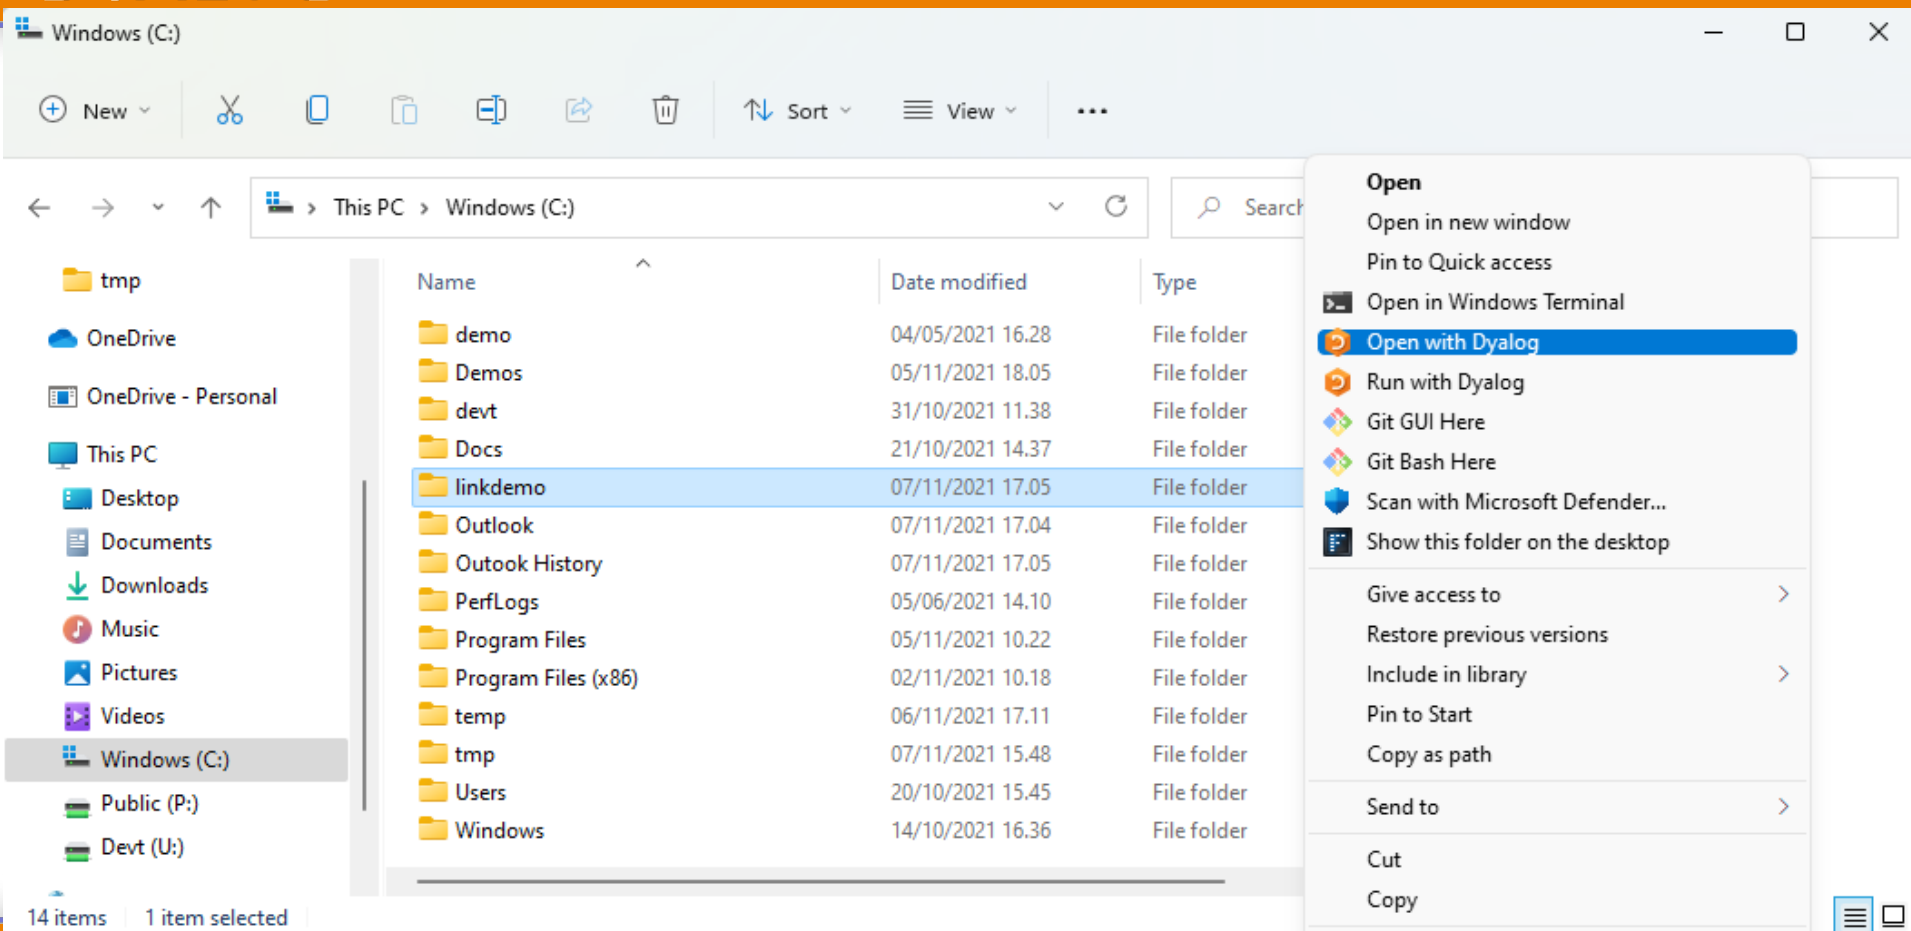 Windows (C:)
New
Sort
View
This PC > Windows (C:)
Search
tmp
OneDrive
OneDrive - Personal
This PC
Desktop
Documents
Downloads
Music
Pictures
Videos
Windows (C:)
Public (P:)
Devt (U:)
Name Date modified Type
demo 04/05/2021 16.28 File folder
Demos 05/11/2021 18.05 File folder
devt 31/10/2021 11.38 File folder
Docs 21/10/2021 14.37 File folder
linkdemo 07/11/2021 17.05 File folder
Outlook 07/11/2021 17.04 File folder
Outook History 07/11/2021 17.05 File folder
PerfLogs 05/06/2021 14.10 File folder
Program Files 05/11/2021 10.22 File folder
Program Files (x86) 02/11/2021 10.18 File folder
temp 06/11/2021 17.11 File folder
tmp 07/11/2021 15.48 File folder
Users 20/10/2021 15.45 File folder
Windows 14/10/2021 16.36 File folder
Open
Open in new window
Pin to Quick access
Open in Windows Terminal
Open with Dyalog
Run with Dyalog
Git GUI Here
Git Bash Here
Scan with Microsoft Defender...
Show this folder on the desktop
Give access to
Restore previous versions
Include in library
Pin to Start
Copy as path
Send to
Cut
Copy
14 items 1 item selected